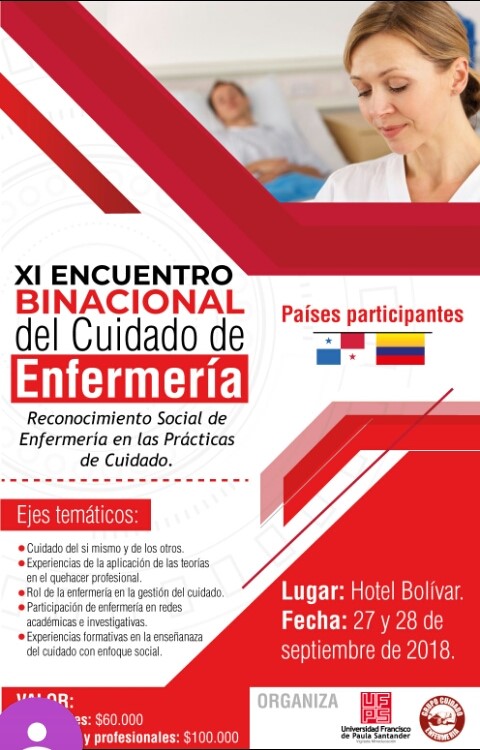 XI ENCUENTRO
BINACIONAL
del Cuidado de
Enfermería
Reconocimiento Social de
Enfermería en las Prácticas
de Cuidado.
Países participantes
Ejes temáticos:
Cuidado del si mismo y de los otros.
Experiencias de la aplicación de las teorías
en el quehacer profesional.
Rol de la enfermería en la gestión del cuidado.
Participación de enfermería en redes
académicas e investigativas.
Experiencias formativas en la enseñanza
del cuidado con enfoque social.
Lugar: Hotel Bolívar.
Fecha: 27 y 28 de
septiembre de 2018.
VALOR:
$60.000
y profesionales: $100.000
ORGANIZA
UFPS
Universidad Francisco
de Paula Santander
GRUPO CUIDADO
ENFERMERÍA